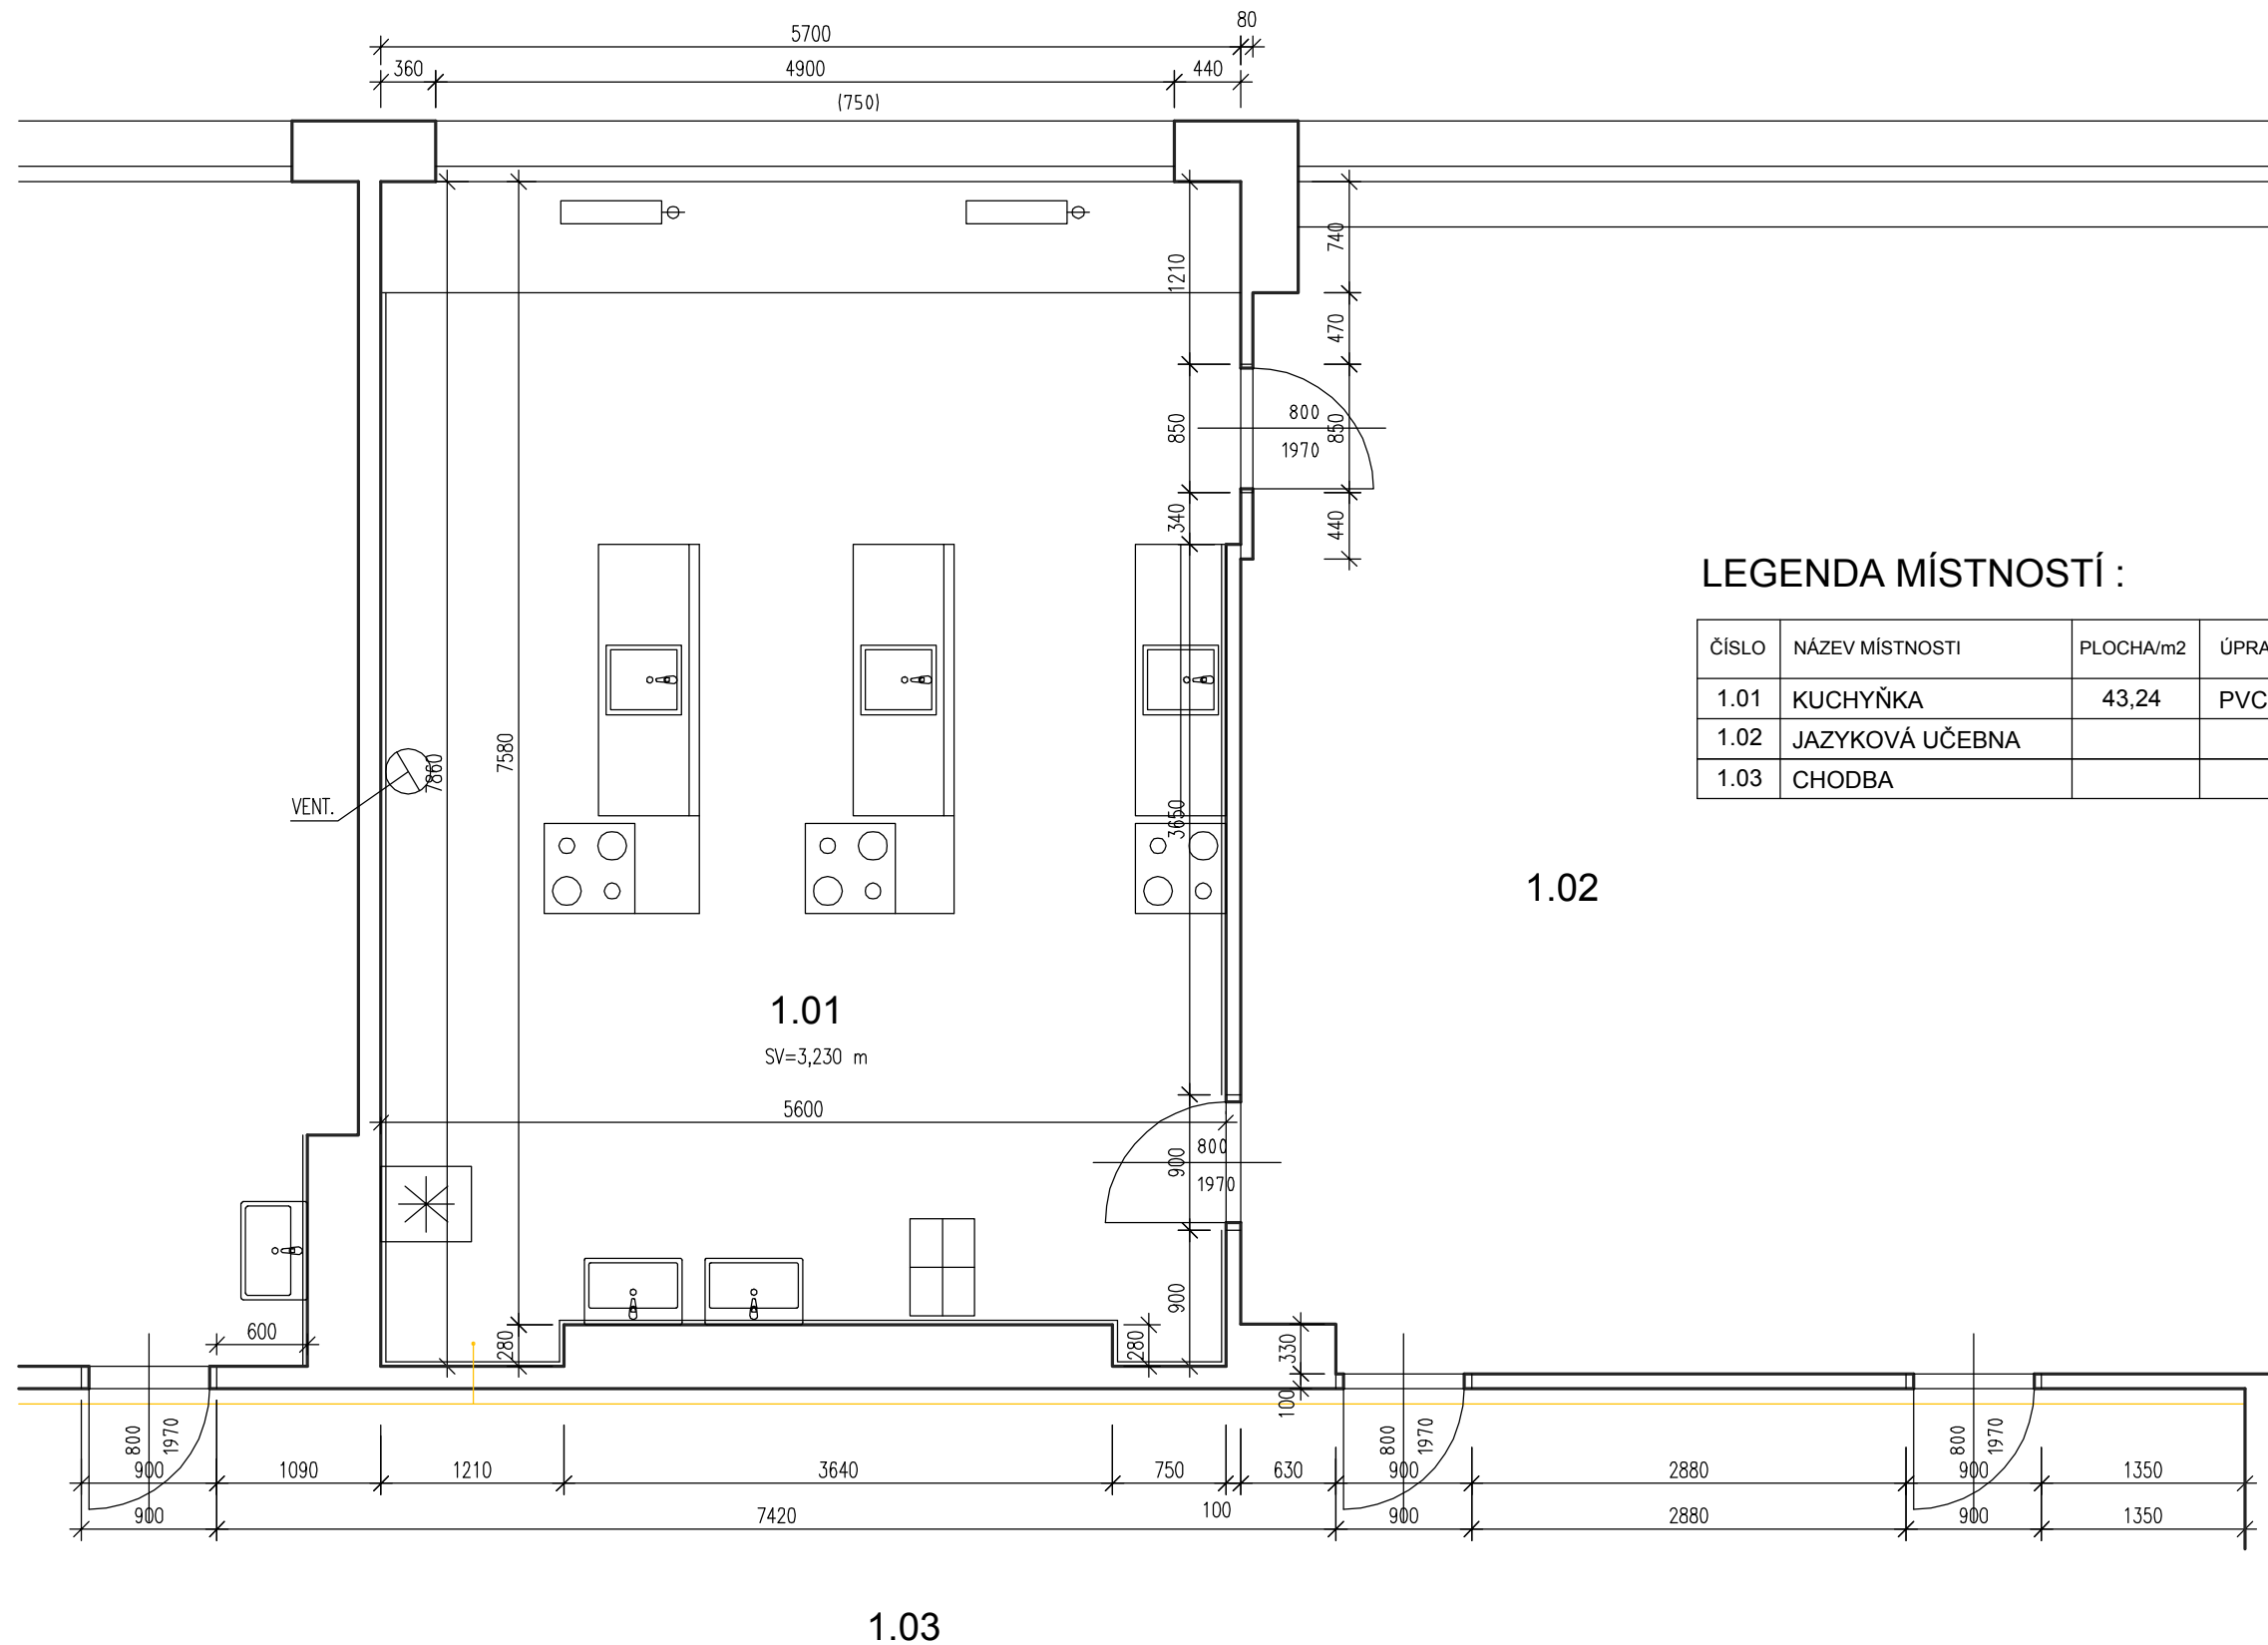 80
5700
360 4900 440
(750)
740
1210
470
800
850 850
1970
340 440
LEGENDA MÍSTNOSTÍ :
ČÍSLO NÁZEV MÍSTNOSTI PLOCHA/m2 ÚPRA
1.01 KUCHYŇKA 43,24 PVC
1.02 JAZYKOVÁ UČEBNA
1.03 CHODBA
7860 7580
VENT.
3650
1.02
1.01
SV=3,230 m
5600
800
900
1970
900
600 280 280 330
100
800 1970 800 1970 800 1970
900 1090 1210 3640 750 630 900 2880 900 1350
900 7420 100 900 2880 900 1350
1.03